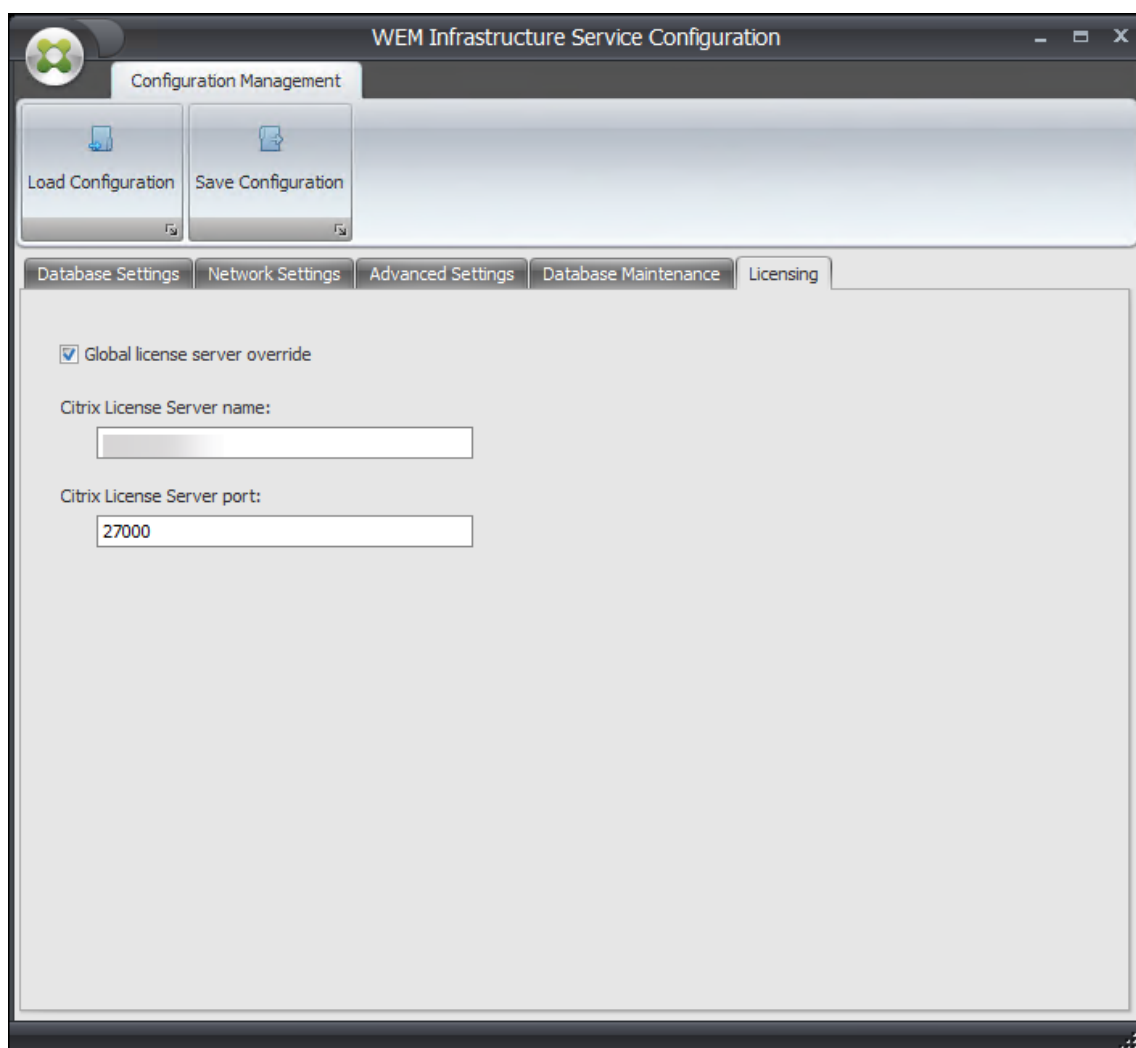 WEM Infrastructure Service Configuration
Configuration Management
Load Configuration Save Configuration
Database Settings Network Settings Advanced Settings Database Maintenance Licensing
Global license server override
Citrix License Server name:
Citrix License Server port:
27000